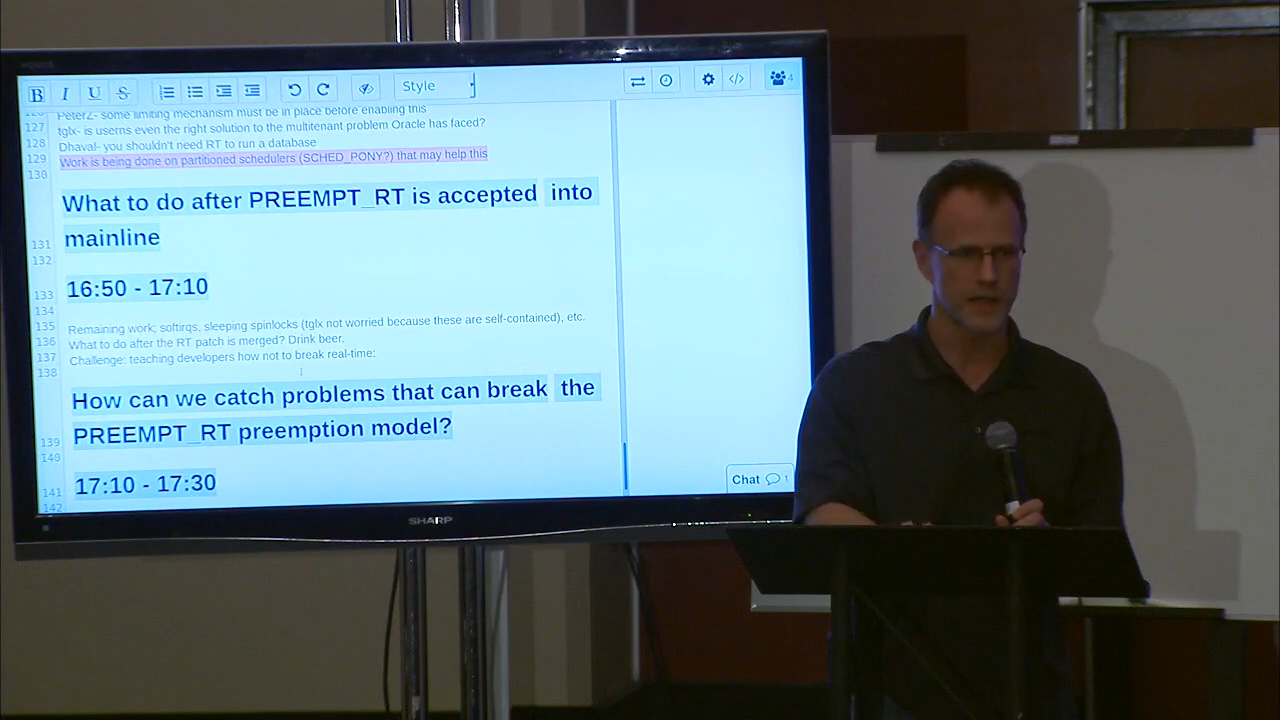 B I U S Style </> 4
126 PeterZ- some limiting mechanism must be in place before enabling this
127 tglx- is userns even the right solution to the multitenant problem Oracle has faced?
128 Dhaval- you shouldn't need RT to run a database
129 Work is being done on partitioned schedulers (SCHED_PONY?) that may help this
130
What to do after PREEMPT_RT is accepted into
131 mainline
132
133 16:50 - 17:10
134
135 Remaining work; softirqs, sleeping spinlocks (tglx not worried because these are self-contained), etc.
136 What to do after the RT patch is merged? Drink beer.
137 Challenge: teaching developers how not to break real-time:
138
How can we catch problems that can break the
139 PREEMPT_RT preemption model?
140
141 17:10 - 17:30
142
Chat 1
SHARP